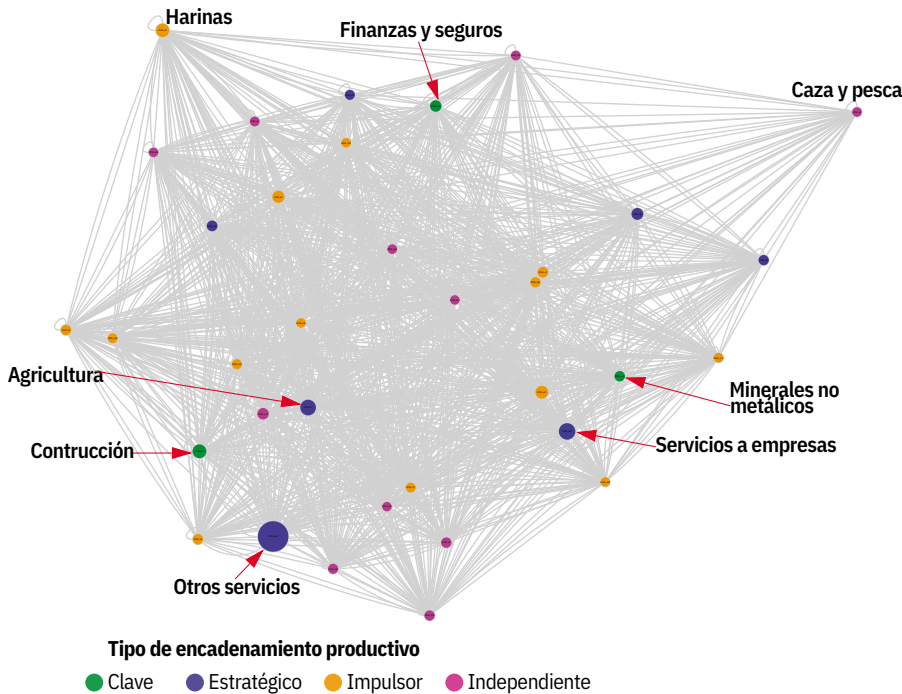 Harinas
Finanzas y seguros
Caza y pesca
Agricultura
Minerales no
metálicos
Contrucción
Servicios a empresas
Otros servicios
Tipo de encadenamiento productivo
Clave
Estratégico
Impulsor
Independiente